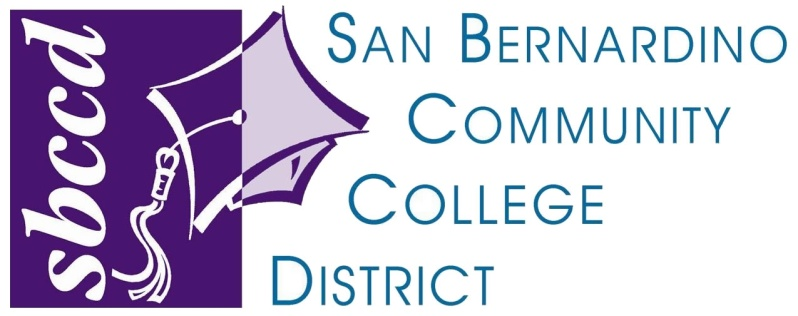 sbccd
San Bernardino
Community
College
District